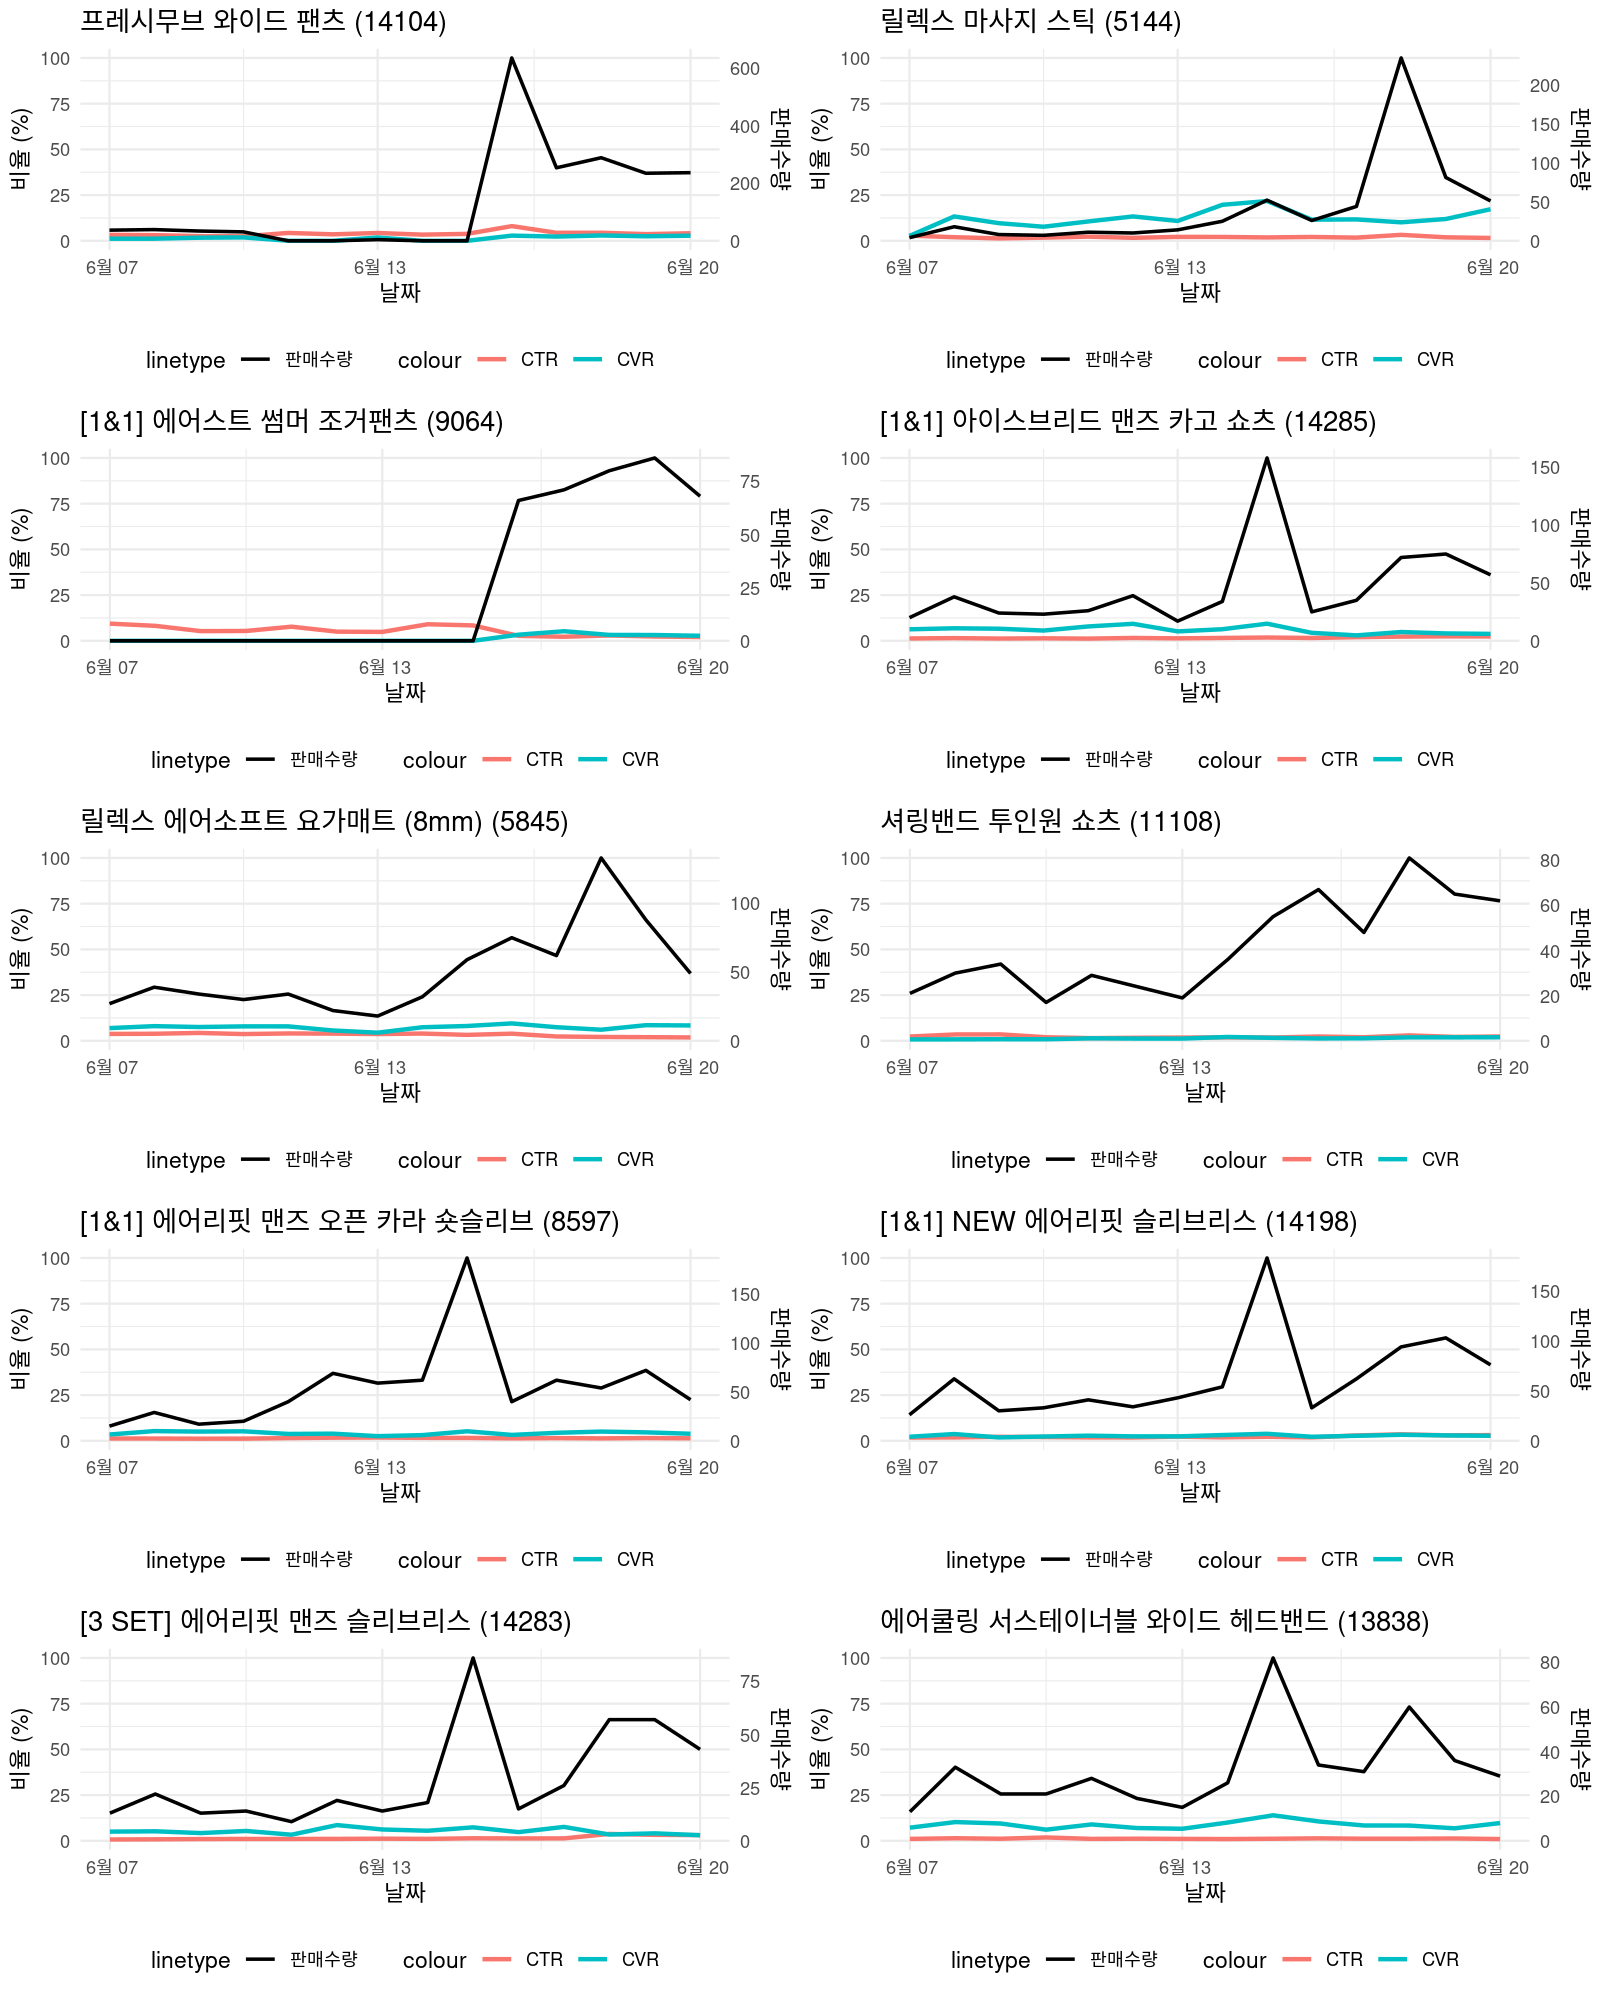 프레시무브 와이드 팬츠 (14104)
100
75
50
25
0
비율 (%)
600
400
200
0
판매수량
6월 07
6월 13
6월 20
날짜
linetype 판매수량 colour CTR CVR
릴렉스 마사지 스틱 (5144)
100
75
50
25
0
비율 (%)
200
150
100
50
0
판매수량
6월 07
6월 13
6월 20
날짜
linetype 판매수량 colour CTR CVR
[1&1] 에어스트 썸머 조거팬츠 (9064)
100
75
50
25
0
비율 (%)
75
50
25
0
판매수량
6월 07
6월 13
6월 20
날짜
linetype 판매수량 colour CTR CVR
[1&1] 아이스브리드 맨즈 카고 쇼츠 (14285)
100
75
50
25
0
비율 (%)
150
100
50
0
판매수량
6월 07
6월 13
6월 20
날짜
linetype 판매수량 colour CTR CVR
릴렉스 에어소프트 요가매트 (8mm) (5845)
100
75
50
25
0
비율 (%)
100
50
0
판매수량
6월 07
6월 13
6월 20
날짜
linetype 판매수량 colour CTR CVR
셔링밴드 투인원 쇼츠 (11108)
100
75
50
25
0
비율 (%)
80
60
40
20
0
판매수량
6월 07
6월 13
6월 20
날짜
linetype 판매수량 colour CTR CVR
[1&1] 에어리핏 맨즈 오픈 카라 숏슬리브 (8597)
100
75
50
25
0
비율 (%)
150
100
50
0
판매수량
6월 07
6월 13
6월 20
날짜
linetype 판매수량 colour CTR CVR
[1&1] NEW 에어리핏 슬리브리스 (14198)
100
75
50
25
0
비율 (%)
150
100
50
0
판매수량
6월 07
6월 13
6월 20
날짜
linetype 판매수량 colour CTR CVR
[3 SET] 에어리핏 맨즈 슬리브리스 (14283)
100
75
50
25
0
비율 (%)
75
50
25
0
판매수량
6월 07
6월 13
6월 20
날짜
linetype 판매수량 colour CTR CVR
에어쿨링 서스테이너블 와이드 헤드밴드 (13838)
100
75
50
25
0
비율 (%)
80
60
40
20
0
판매수량
6월 07
6월 13
6월 20
날짜
linetype 판매수량 colour CTR CVR